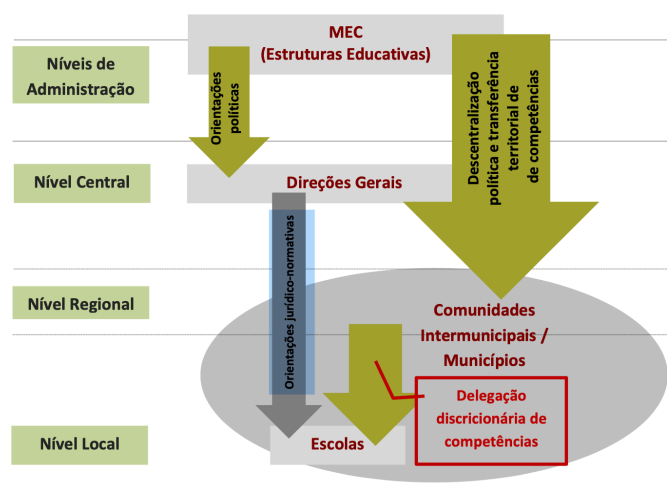 MEC
(Estruturas Educativas)
Níveis de
Administração
Orientações
políticas
Descentralização
política e transferência
territorial de
de competências
Nível Central
Direções Gerais
Orientações jurídico-normativas
Nível Regional
Comunidades
Intermunicipais /
Municípios
Delegação
discricionária de
competências
Nível Local
Escolas